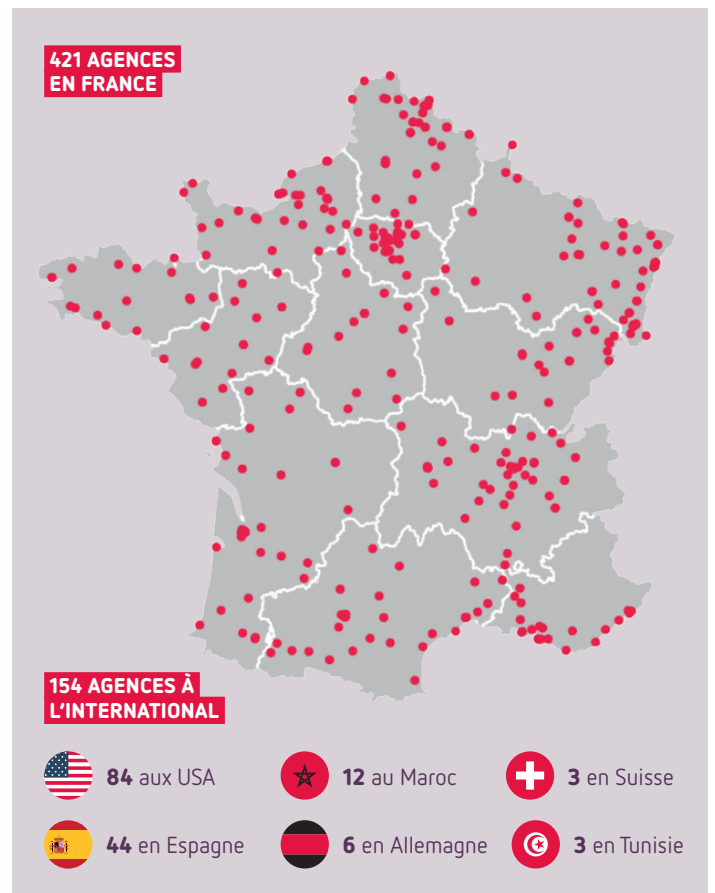 421 AGENCES
EN FRANCE
154 AGENCES À
L'INTERNATIONAL
84 aux USA
12 au Maroc
3 en Suisse
44 en Espagne
6 en Allemagne
3 en Tunisie